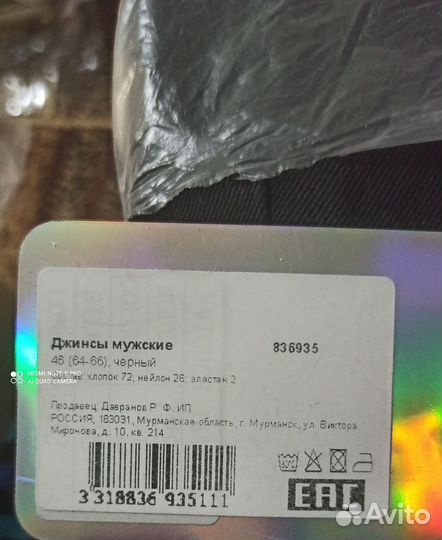 Джинсы мужские 836935
46 (64-66), черный
хлопок 72; нейлон 26; эластан 2
Продавец: Давранов Р. Ф. ИП
РОССИЯ, 183031, Мурманская область, г. Мурманск, ул. Виктора
Миронова, д. 10, кв. 214
3 318836 935111
EAC
REDMI NOTE 8 PRO
AI QUAD CAMERA
Avito